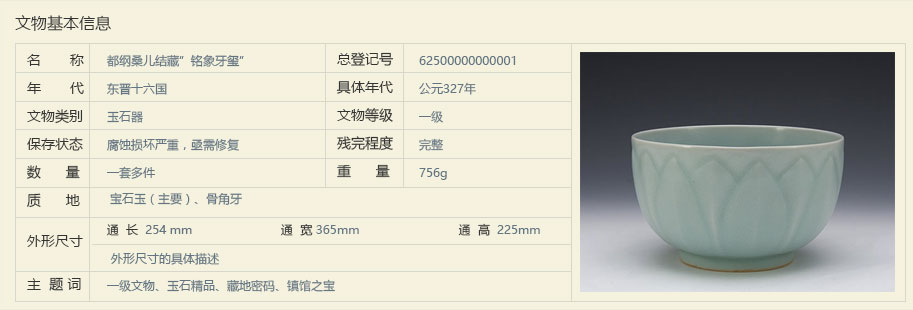 文物基本信息
名 称 都纲桑儿结藏”铭象牙玺” 总登记号 62500000000001
年 代 东晋十六国 具体年代 公元327年
文物类别 玉石器 文物等级 一级
保存状态 腐蚀损坏严重，亟需修复 残完程度 完整
数 量 一套多件 重 量 756g
质 地 宝石玉（主要）、骨角牙
外形尺寸 通 长 254 mm 通 宽 365mm 通 高 225mm
外形尺寸的具体描述
主 题 词 一级文物、玉石精品、藏地密码、镇馆之宝